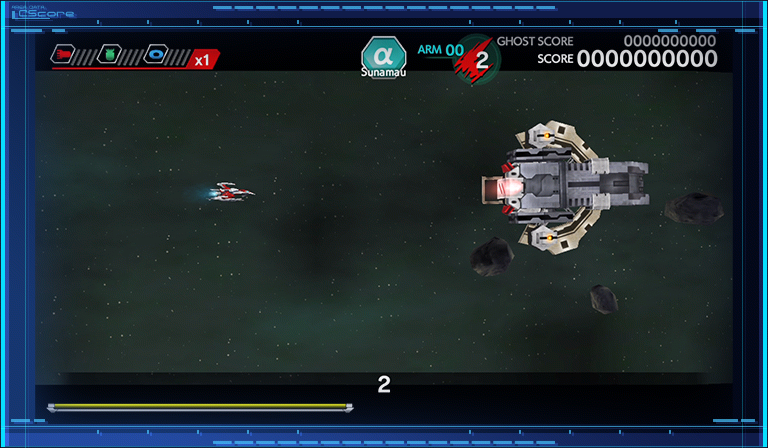 LCScore
x1
α
Sunamau
ARM 00
2
GHOST SCORE 0000000000
SCORE 0000000000
2